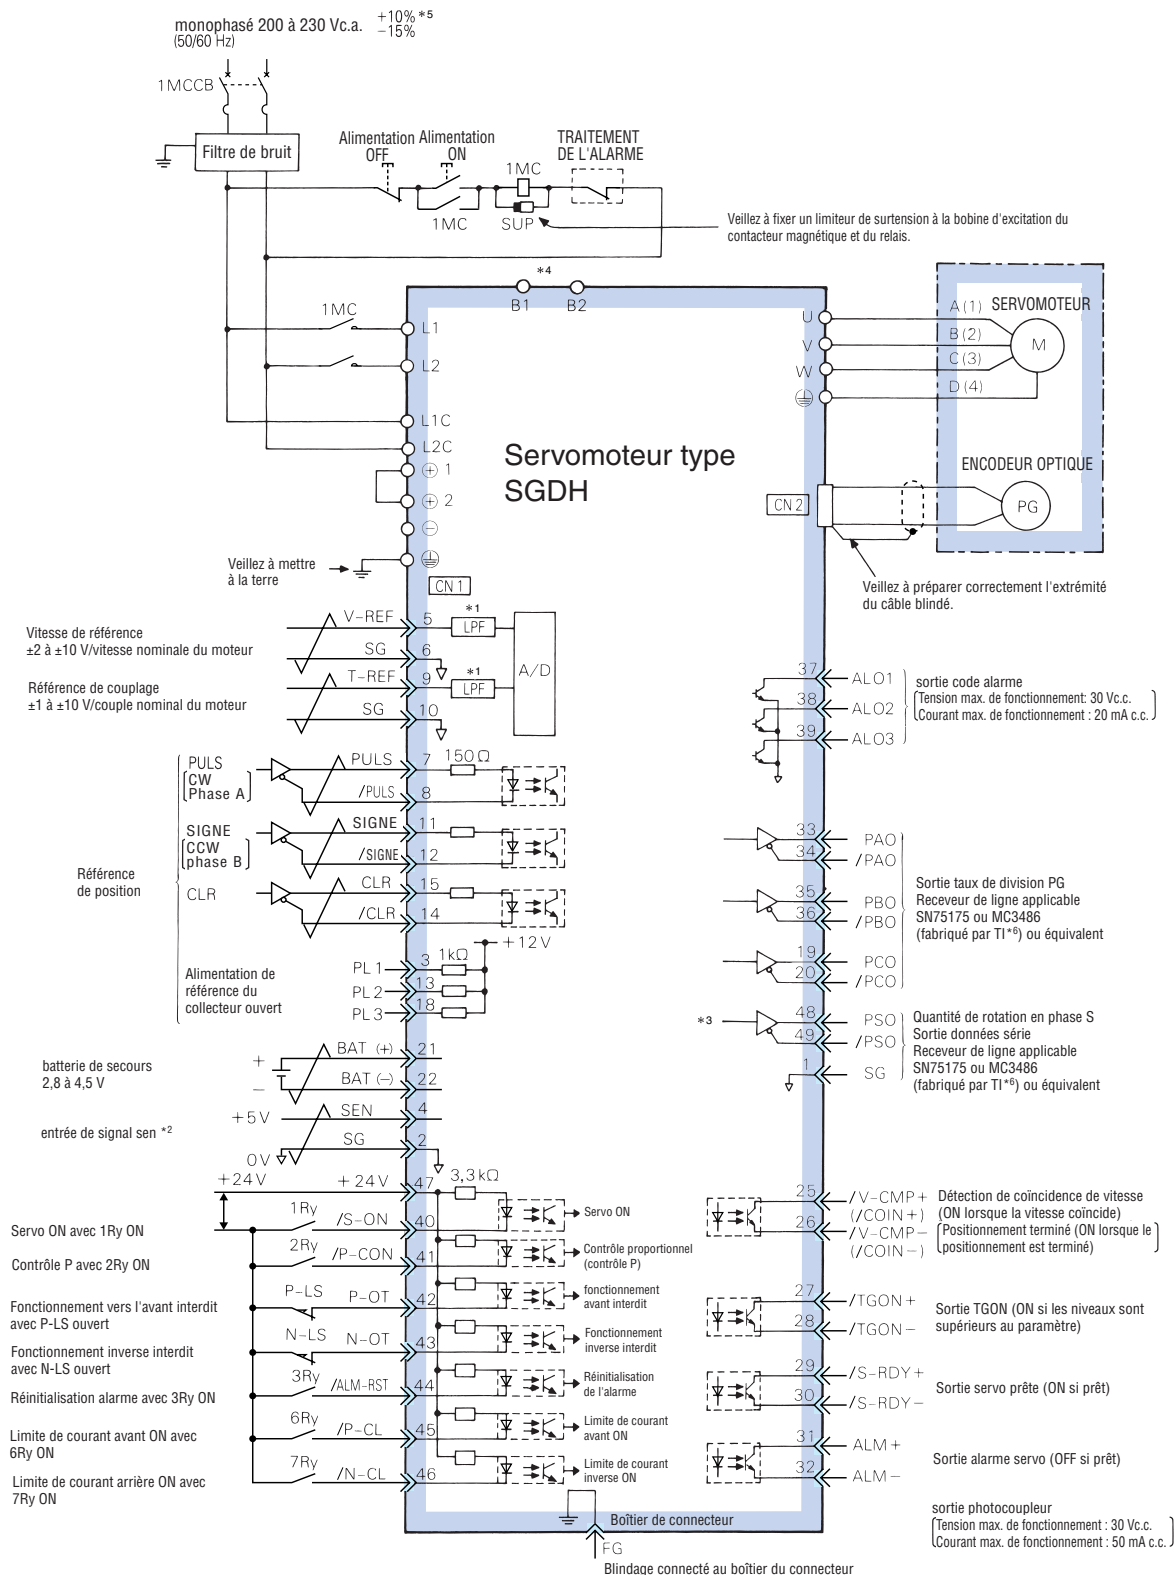 monophasé 200 à 230 Vc.a. +10% *5
−15%
(50/60 Hz)
1MCCB
Filtre de bruit
Alimentation OFF
Alimentation ON
TRAITEMENT
DE L'ALARME
1MC
1MC
SUP
Veillez à fixer un limiteur de surtension à la bobine d'excitation du
contacteur magnétique et du relais.
*4
B1
B2
1MC
L1
L2
L1C
L2C
+ 1
+ 2
−
Veillez à mettre
à la terre
CN 1
Servomoteur type
SGDH
U
V
W
A (1)
B (2)
C (3)
D (4)
SERVOMOTEUR
M
ENCODEUR OPTIQUE
CN 2
PG
Veillez à préparer correctement l'extrémité
du câble blindé.
Vitesse de référence
±2 à ±10 V/vitesse nominale du moteur
V-REF
5
*1
LPF
SG
6
A/D
Référence de couplage
±1 à ±10 V/couple nominal du moteur
T-REF
9
*1
LPF
SG
10
Référence
de position
PULS
CW
Phase A
PULS
7
150 Ω
/PULS
8
SIGNE
CCW
phase B
SIGNE
11
/SIGNE
12
CLR
CLR
15
/CLR
14
Alimentation de
référence du
collecteur ouvert
+12V
PL 1
3
1kΩ
PL 2
13
PL 3
18
batterie de secours
2,8 à 4,5 V
+
−
BAT (+)
21
BAT (−)
22
entrée de signal sen *2
+5V
SEN
4
0V
SG
2
+24V
+24V
47
3,3 kΩ
Servo ON avec 1Ry ON
1Ry
/S-ON
40
Servo ON
Contrôle P avec 2Ry ON
2Ry
/P-CON
41
Contrôle proportionnel
(contrôle P)
Fonctionnement vers l'avant interdit
avec P-LS ouvert
P-LS
P-OT
42
fonctionnement
avant interdit
Fonctionnement inverse interdit
avec N-LS ouvert
N-LS
N-OT
43
Fonctionnement
inverse interdit
Réinitialisation alarme avec 3Ry ON
3Ry
/ALM-RST
44
Réinitialisation
de l'alarme
Limite de courant avant ON avec
6Ry ON
6Ry
/P-CL
45
Limite de courant
avant ON
Limite de courant arrière ON avec
7Ry ON
7Ry
/N-CL
46
Limite de courant
inverse ON
37
ALO1
38
ALO2
39
ALO3
sortie code alarme
Tension max. de fonctionnement: 30 Vc.c.
Courant max. de fonctionnement : 20 mA c.c.
33
PAO
34
/PAO
35
PBO
36
/PBO
19
PCO
20
/PCO
Sortie taux de division PG
Receveur de ligne applicable
SN75175 ou MC3486
(fabriqué par TI*6) ou équivalent
*3
48
PSO
49
/PSO
1
SG
Quantité de rotation en phase S
Sortie données série
Receveur de ligne applicable
SN75175 ou MC3486
(fabriqué par TI*6) ou équivalent
25
/V-CMP+
(/COIN+)
26
/V-CMP−
(/COIN−)
Détection de coïncidence de vitesse
(ON lorsque la vitesse coïncide)
Positionnement terminé (ON lorsque le
positionnement est terminé)
27
/TGON+
28
/TGON−
Sortie TGON (ON si les niveaux sont
supérieurs au paramètre)
29
/S-RDY+
30
/S-RDY−
Sortie servo prête (ON si prêt)
31
ALM+
32
ALM−
Sortie alarme servo (OFF si prêt)
sortie photocoupleur
Tension max. de fonctionnement : 30 Vc.c.
Courant max. de fonctionnement : 50 mA c.c.
Boîtier de connecteur
FG
Blindage connecté au boîtier du connecteur